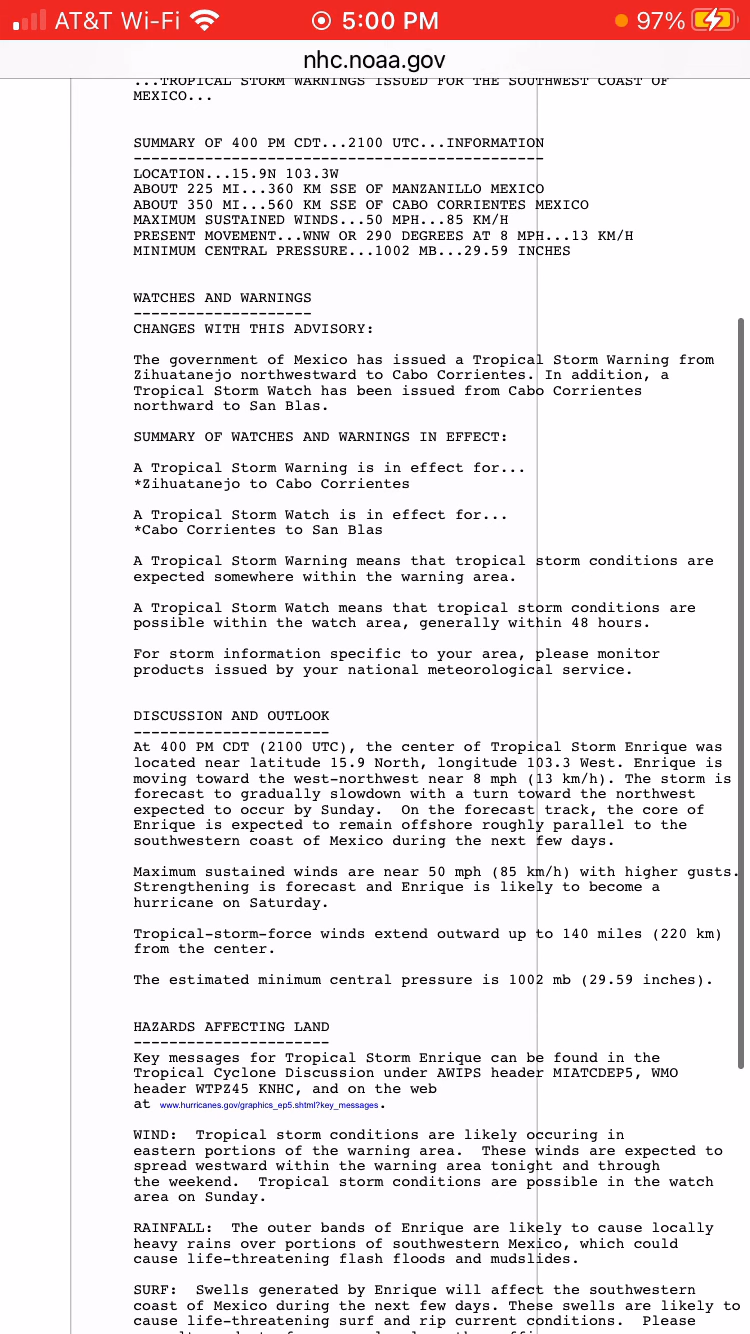 AT&T Wi-Fi 5:00 PM 97%
nhc.noaa.gov
...TROPICAL STORM WARNINGS ISSUED FOR THE SOUTHWEST COAST OF
MEXICO...
SUMMARY OF 400 PM CDT...2100 UTC...INFORMATION
----------------------------------------------
LOCATION...15.9N 103.3W
ABOUT 225 MI...360 KM SSE OF MANZANILLO MEXICO
ABOUT 350 MI...560 KM SSE OF CABO CORRIENTES MEXICO
MAXIMUM SUSTAINED WINDS...50 MPH...85 KM/H
PRESENT MOVEMENT...WNW OR 290 DEGREES AT 8 MPH...13 KM/H
MINIMUM CENTRAL PRESSURE...1002 MB...29.59 INCHES
WATCHES AND WARNINGS
--------------------
CHANGES WITH THIS ADVISORY:
The government of Mexico has issued a Tropical Storm Warning from
Zihuatanejo northwestward to Cabo Corrientes. In addition, a
Tropical Storm Watch has been issued from Cabo Corrientes
northward to San Blas.
SUMMARY OF WATCHES AND WARNINGS IN EFFECT:
A Tropical Storm Warning is in effect for...
*Zihuatanejo to Cabo Corrientes
A Tropical Storm Watch is in effect for...
*Cabo Corrientes to San Blas
A Tropical Storm Warning means that tropical storm conditions are
expected somewhere within the warning area.
A Tropical Storm Watch means that tropical storm conditions are
possible within the watch area, generally within 48 hours.
For storm information specific to your area, please monitor
products issued by your national meteorological service.
DISCUSSION AND OUTLOOK
----------------------
At 400 PM CDT (2100 UTC), the center of Tropical Storm Enrique was
located near latitude 15.9 North, longitude 103.3 West. Enrique is
moving toward the west-northwest near 8 mph (13 km/h). The storm is
forecast to gradually slowdown with a turn toward the northwest
expected to occur by Sunday. On the forecast track, the core of
Enrique is expected to remain offshore roughly parallel to the
southwestern coast of Mexico during the next few days.
Maximum sustained winds are near 50 mph (85 km/h) with higher gusts.
Strengthening is forecast and Enrique is likely to become a
hurricane on Saturday.
Tropical-storm-force winds extend outward up to 140 miles (220 km)
from the center.
The estimated minimum central pressure is 1002 mb (29.59 inches).
HAZARDS AFFECTING LAND
----------------------
Key messages for Tropical Storm Enrique can be found in the
Tropical Cyclone Discussion under AWIPS header MIATCDEP5, WMO
header WTPZ45 KNHC, and on the web
at www.hurricanes.gov/graphics_ep5.shtml?key_messages.
WIND: Tropical storm conditions are likely occuring in
eastern portions of the warning area. These winds are expected to
spread westward within the warning area tonight and through
the weekend. Tropical storm conditions are possible in the watch
area on Sunday.
RAINFALL: The outer bands of Enrique are likely to cause locally
heavy rains over portions of southwestern Mexico, which could
cause life-threatening flash floods and mudslides.
SURF: Swells generated by Enrique will affect the southwestern
coast of Mexico during the next few days. These swells are likely to
cause life-threatening surf and rip current conditions. Please